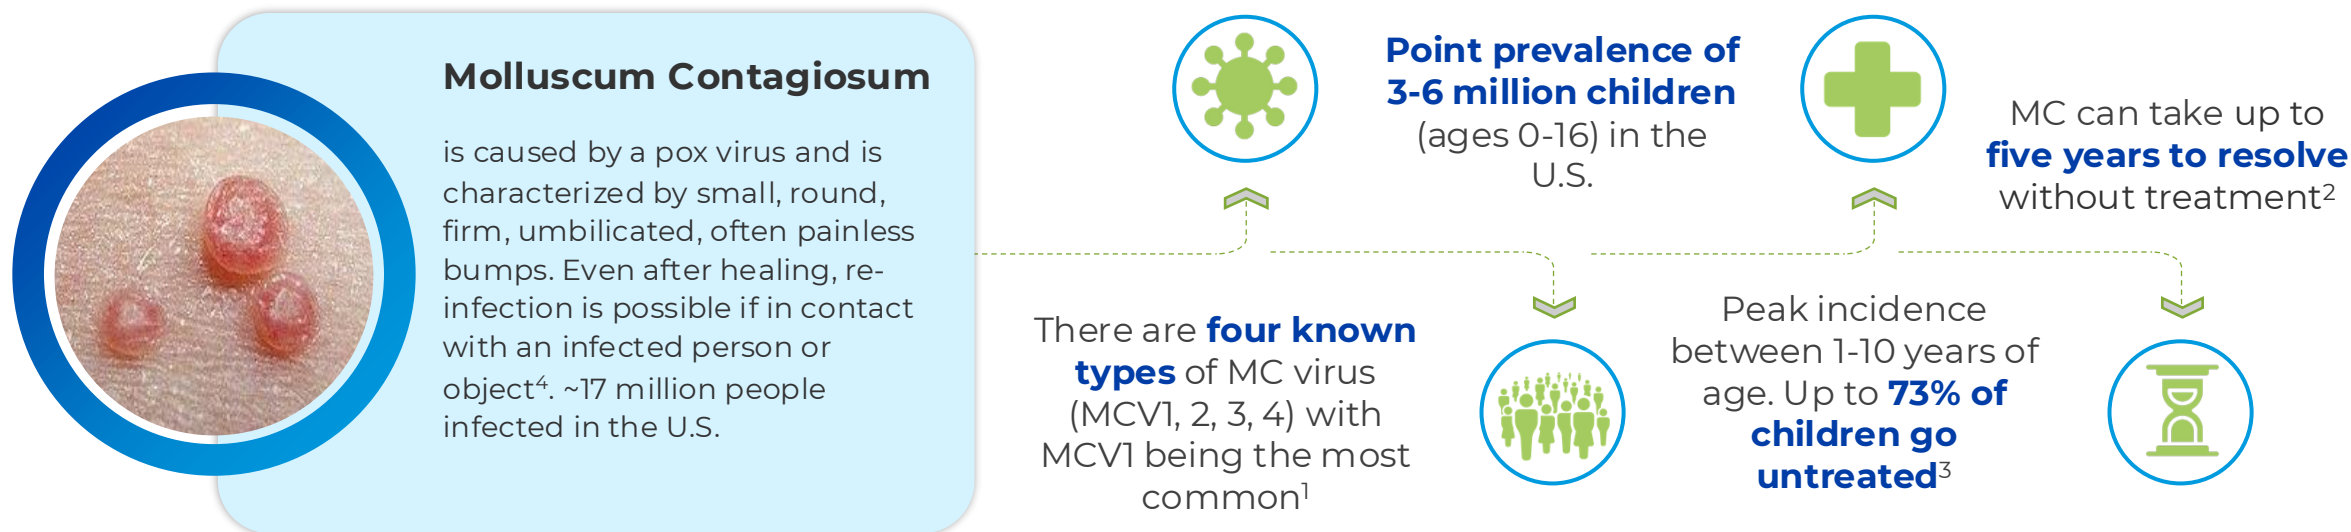 Molluscum Contagiosum
is caused by a pox virus and is
characterized by small, round,
firm, umbilicated, often painless
bumps. Even after healing, re-
infection is possible if in contact
with an infected person or
object⁴. ~17 million people
infected in the U.S.
There are four known
types of MC virus
(MCV1, 2, 3, 4) with
MCV1 being the most
common¹
Point prevalence of
3-6 million children
(ages 0-16) in the
U.S.
Peak incidence
between 1-10 years of
age. Up to 73% of
children go
untreated³
MC can take up to
five years to resolve
without treatment²